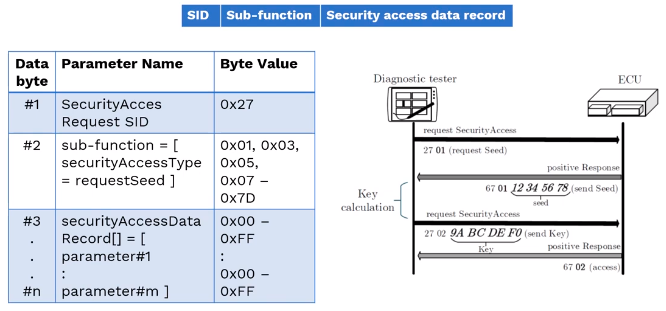 SID Sub-function Security access data record
Data byte Parameter Name Byte Value
#1 SecurityAcces Request SID 0x27
#2 sub-function = [ securityAccessType = requestSeed ] 0x01, 0x03, 0x05, 0x07 – 0x7D
#3 . . . #n securityAccessData Record[] = [ parameter#1 : parameter#m ] 0x00 – 0xFF : 0x00 – 0xFF
Diagnostic tester
ECU
request SecurityAccess
27 01 (request Seed)
positive Response
67 01 12 34 56 78 (send Seed)
seed
Key
calculation
request SecurityAccess
27 02 9A BC DE F0 (send Key)
Key
positive Response
67 02 (access)